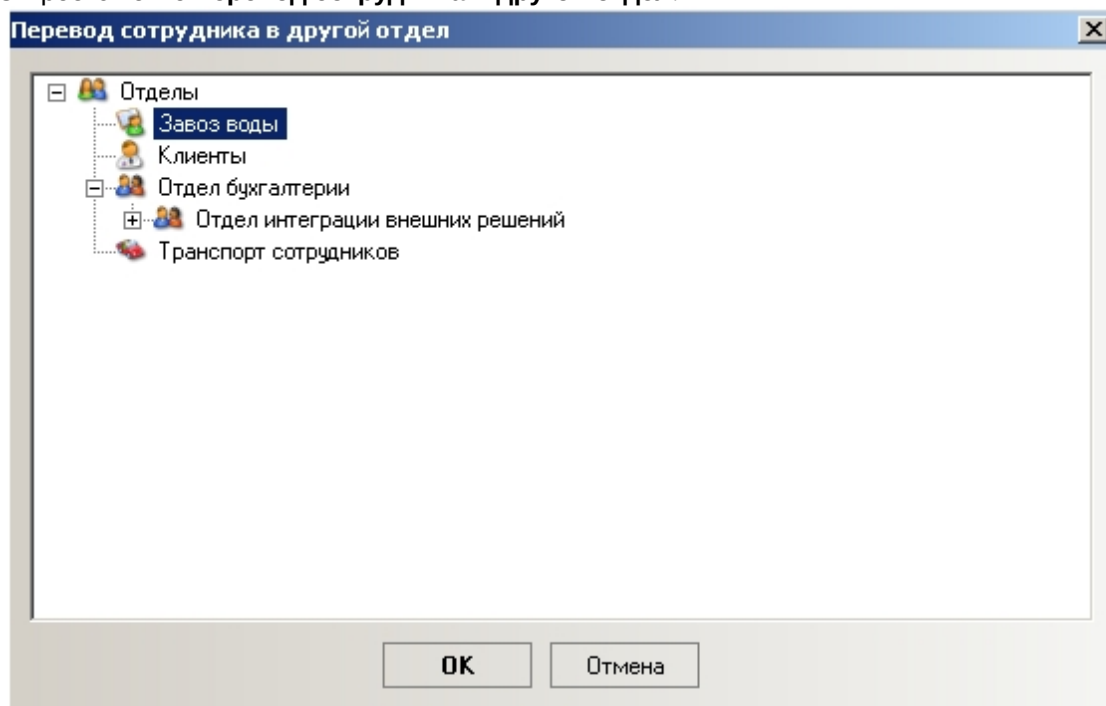 Перевод сотрудника в другой отдел
Отделы
Завоз воды
Клиенты
Отдел бухгалтерии
Отдел интеграции внешних решений
Транспорт сотрудников
OK
Отмена